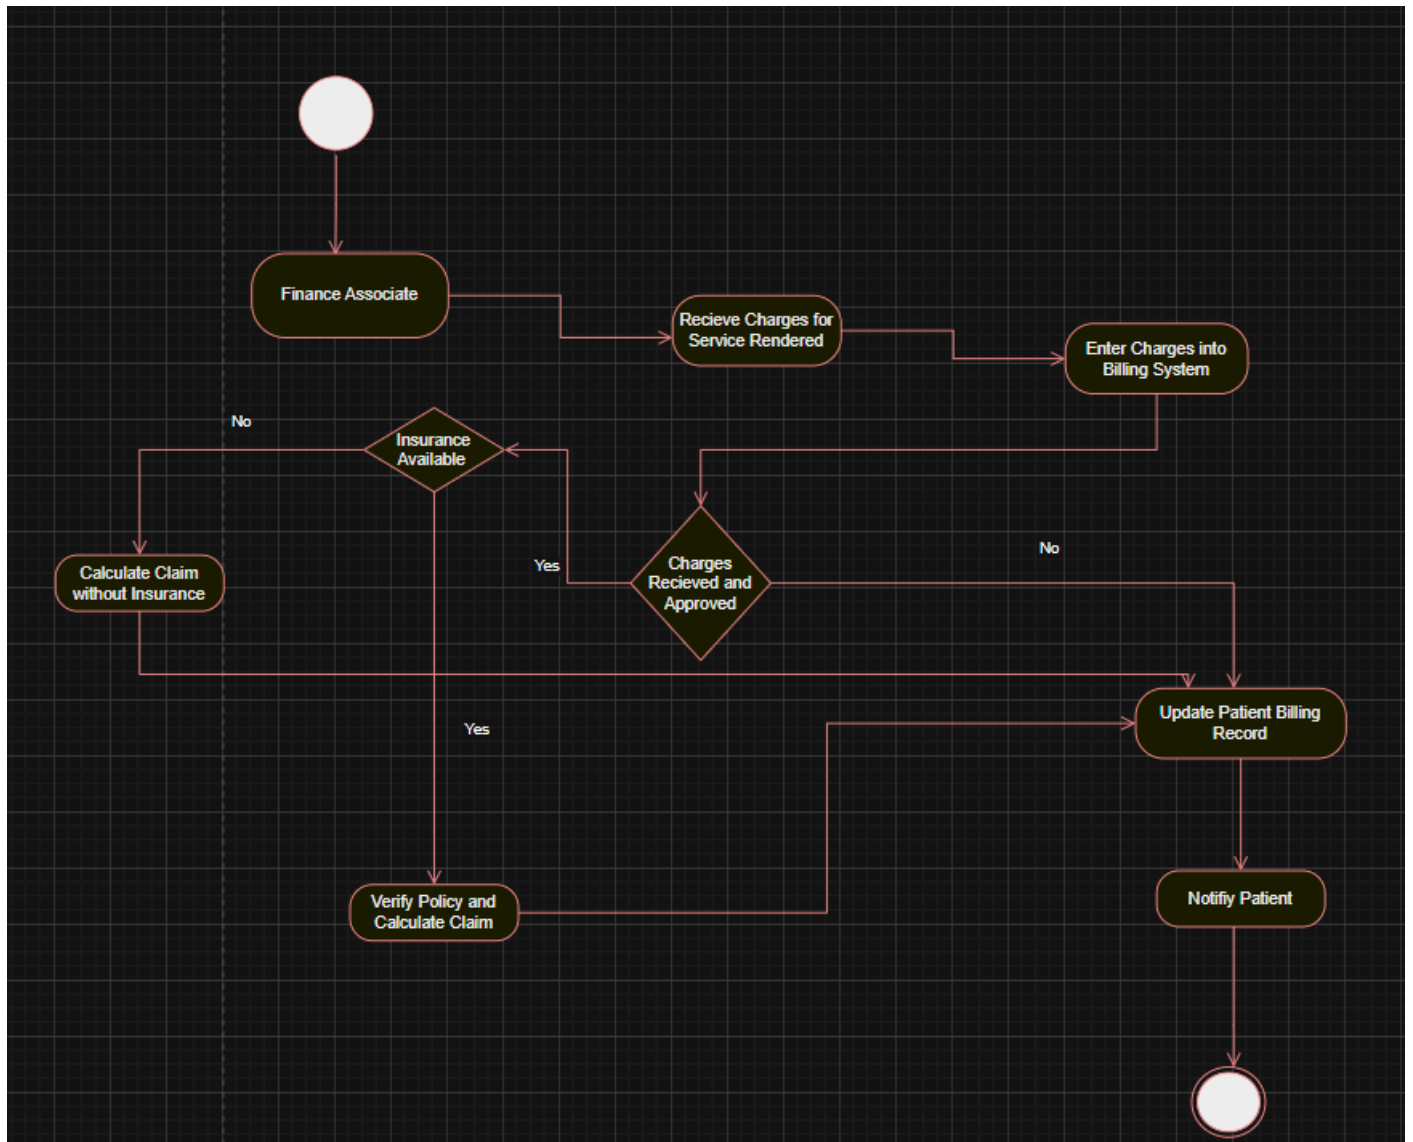 Finance Associate
Recieve Charges for
Service Rendered
Enter Charges into
Billing System
No
Insurance
Available
Yes
Charges
Recieved and
Approved
No
Calculate Claim
without Insurance
Yes
Update Patient Billing
Record
Verify Policy and
Calculate Claim
Notifiy Patient